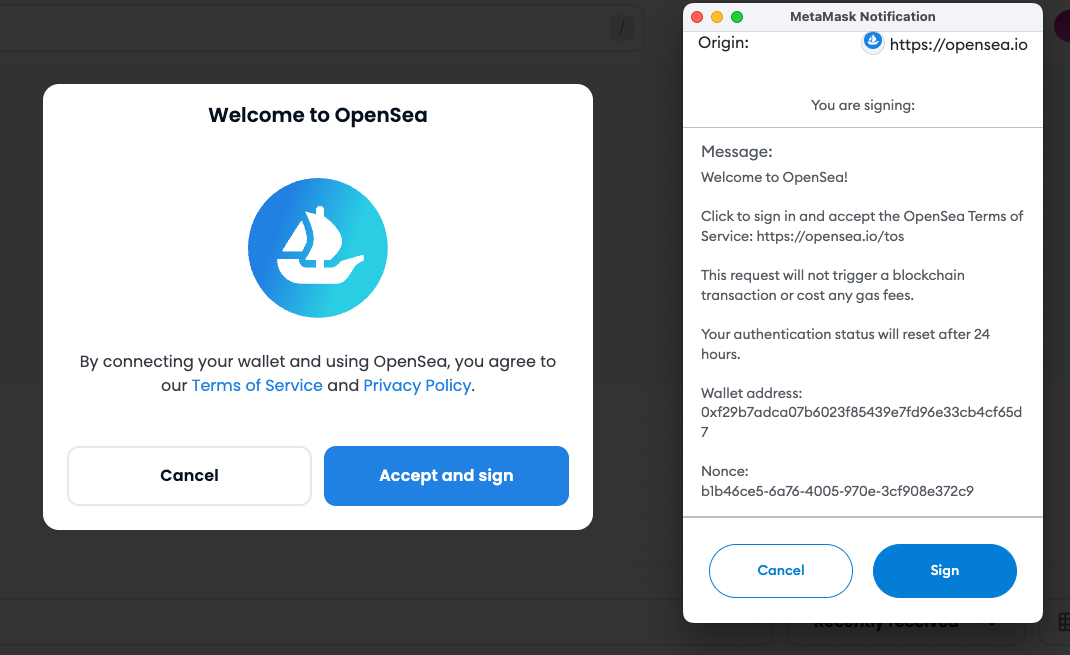 /
Welcome to OpenSea
By connecting your wallet and using OpenSea, you agree to
our Terms of Service and Privacy Policy.
Cancel
Accept and sign
MetaMask Notification
Origin:
https://opensea.io
You are signing:
Message:
Welcome to OpenSea!
Click to sign in and accept the OpenSea Terms of
Service: https://opensea.io/tos
This request will not trigger a blockchain
transaction or cost any gas fees.
Your authentication status will reset after 24
hours.
Wallet address:
0xf29b7adca07b6023f85439e7fd96e33cb4cf65d
7
Nonce:
b1b46ce5-6a76-4005-970e-3cf908e372c9
Cancel
Sign
Recently received